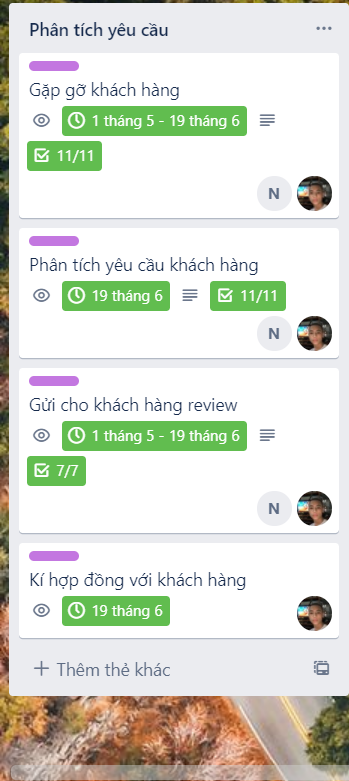 Phân tích yêu cầu
Gặp gỡ khách hàng
1 tháng 5 - 19 tháng 6
11/11
N
Phân tích yêu cầu khách hàng
19 tháng 6 11/11
N
Gửi cho khách hàng review
1 tháng 5 - 19 tháng 6
7/7
N
Kí hợp đồng với khách hàng
19 tháng 6
Thêm thẻ khác